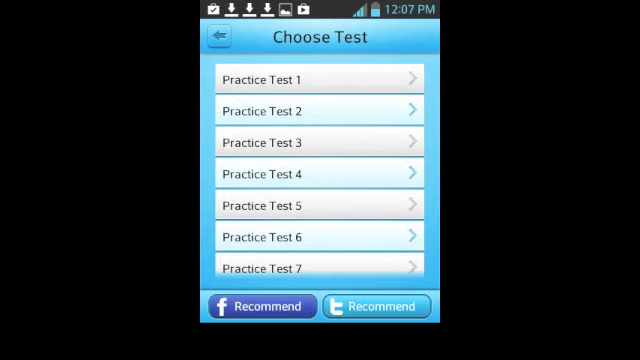 12:07 PM
Choose Test
Practice Test 1
Practice Test 2
Practice Test 3
Practice Test 4
Practice Test 5
Practice Test 6
Practice Test 7
f Recommend
t Recommend